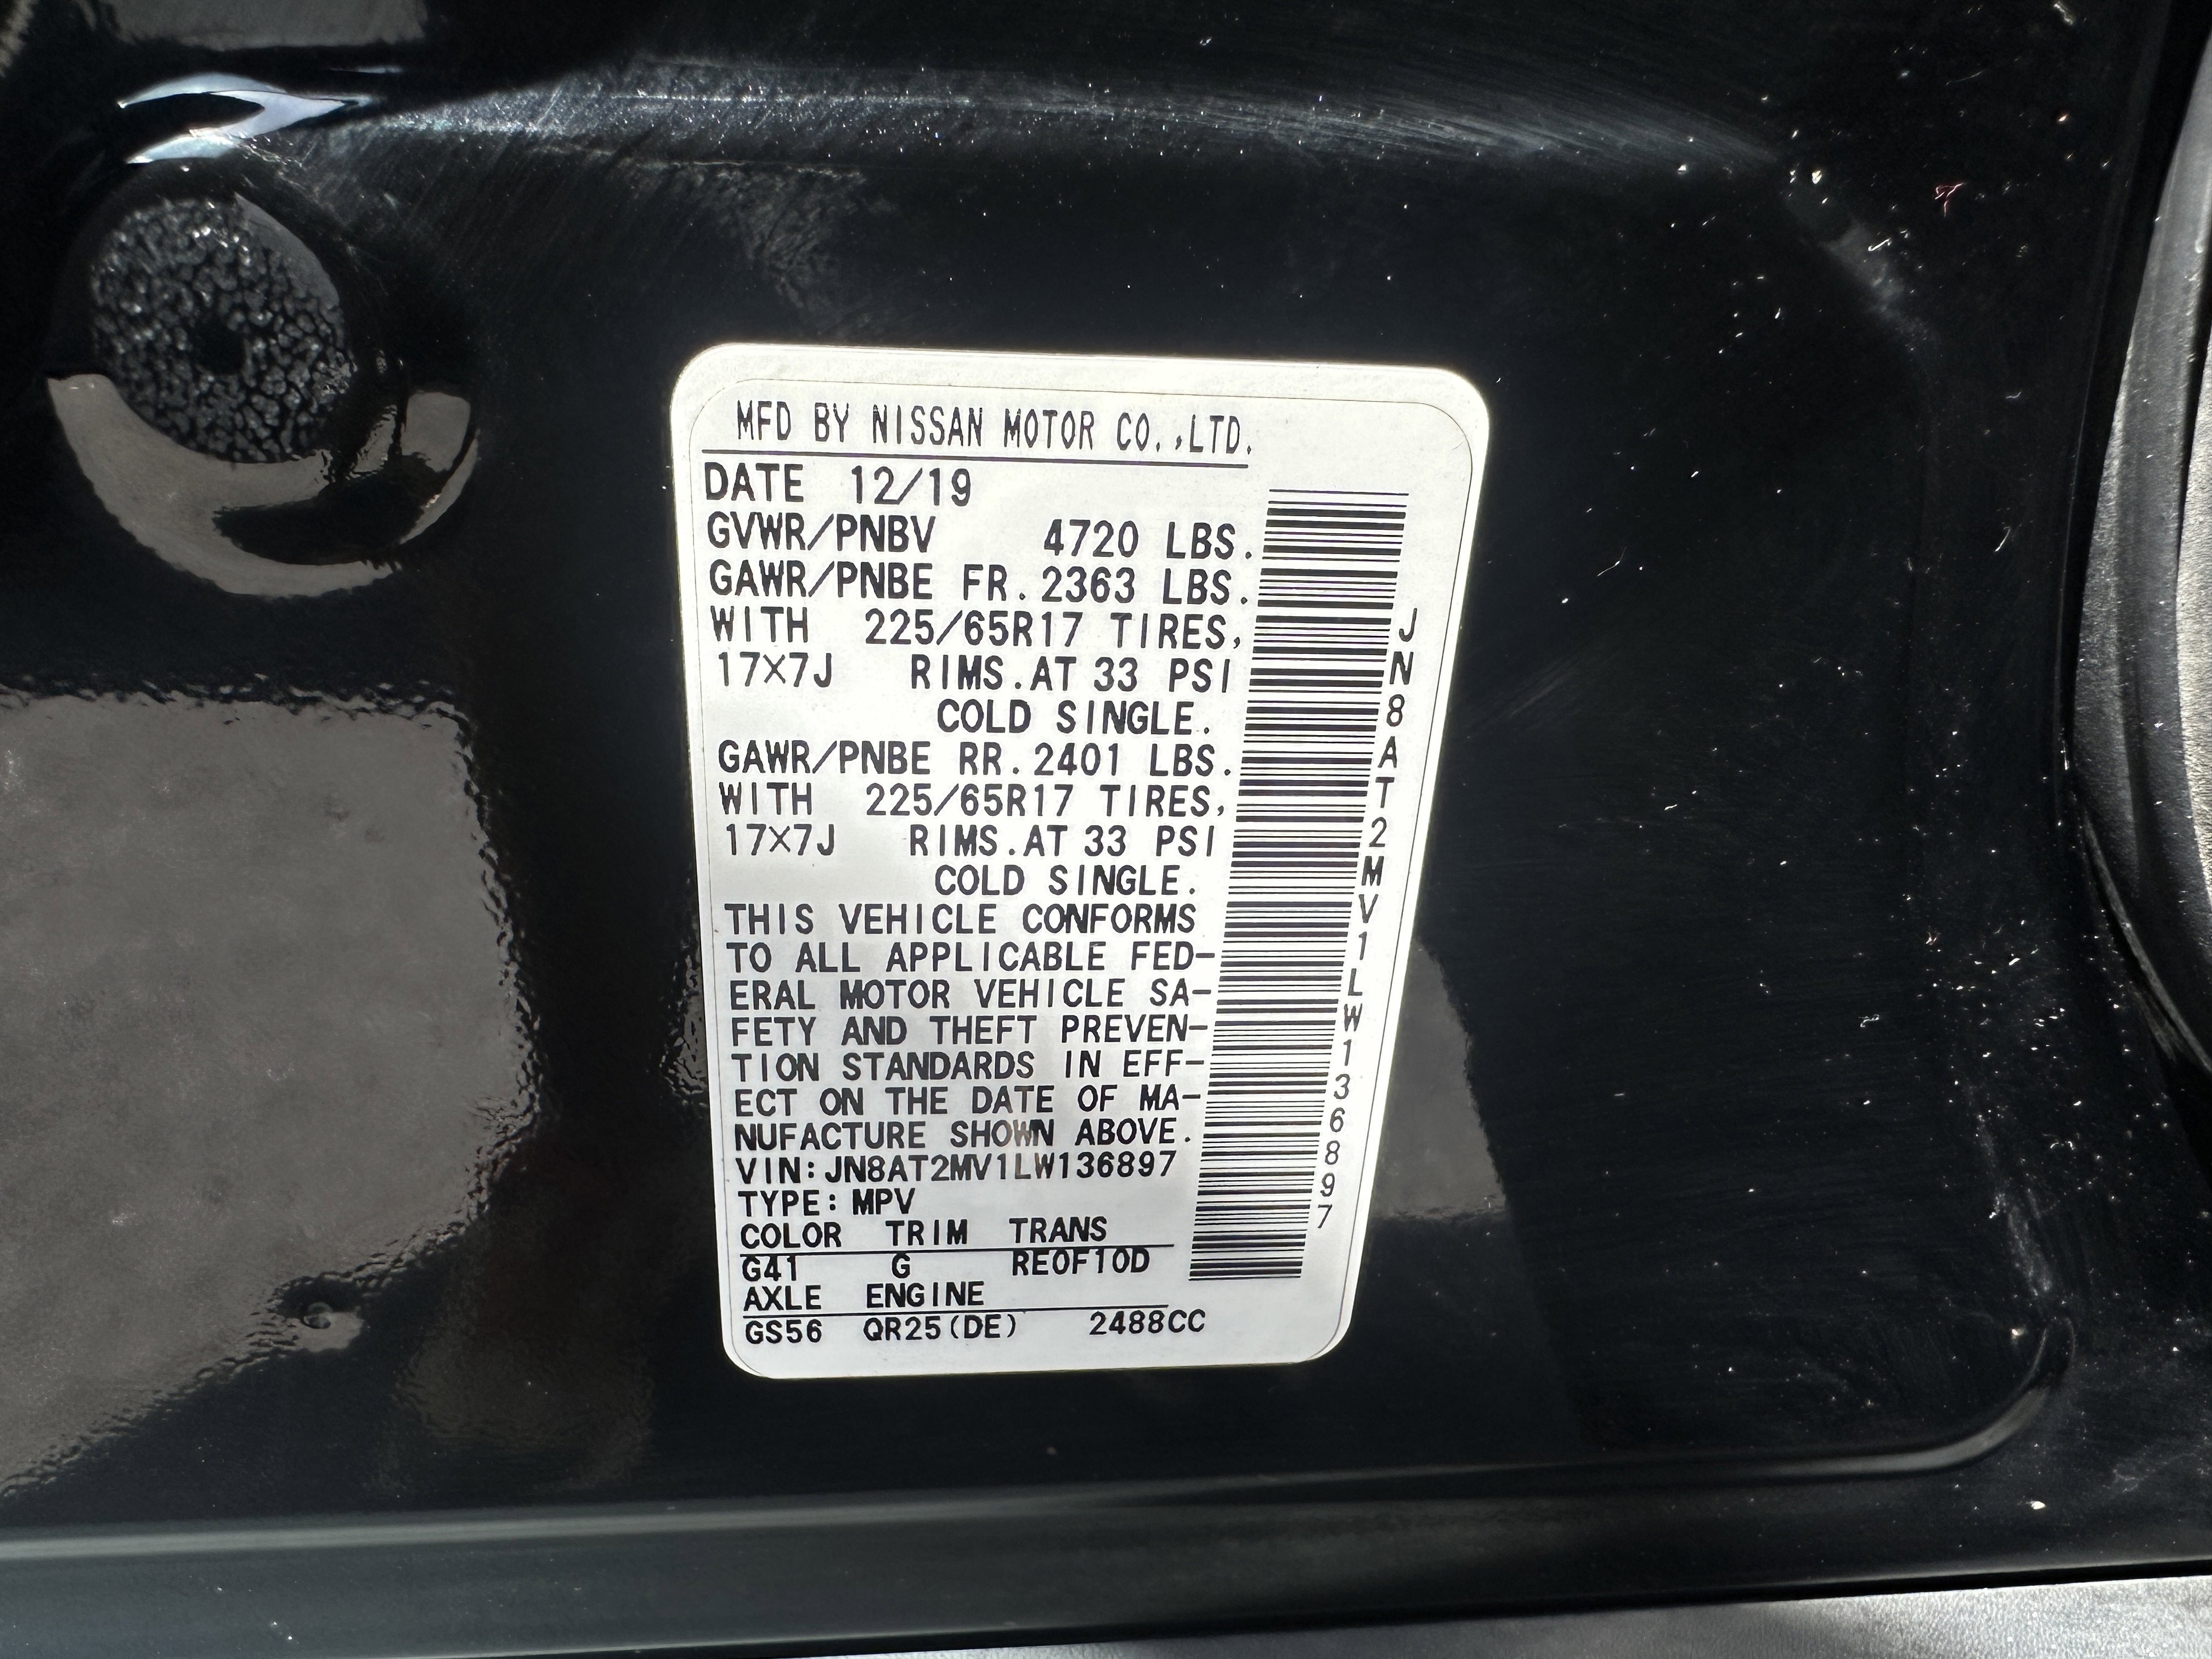 MFD BY NISSAN MOTOR CO.,LTD.
DATE 12/19
GVWR/PNBV 4720 LBS.
GAWR/PNBE FR. 2363 LBS.
WITH 225/65R17 TIRES,
17×7J RIMS.AT 33 PSI
COLD SINGLE.
GAWR/PNBE RR. 2401 LBS.
WITH 225/65R17 TIRES,
17×7J RIMS.AT 33 PSI
COLD SINGLE.
THIS VEHICLE CONFORMS
TO ALL APPLICABLE FED-
ERAL MOTOR VEHICLE SA-
FETY AND THEFT PREVEN-
TION STANDARDS IN EFF-
ECT ON THE DATE OF MA-
NUFACTURE SHOWN ABOVE.
VIN:JN8AT2MV1LW136897
TYPE:MPV
COLOR TRIM TRANS
G41 G RE0F10D
AXLE ENGINE
GS56 QR25(DE) 2488CC
JN8AT2MV1LW136897